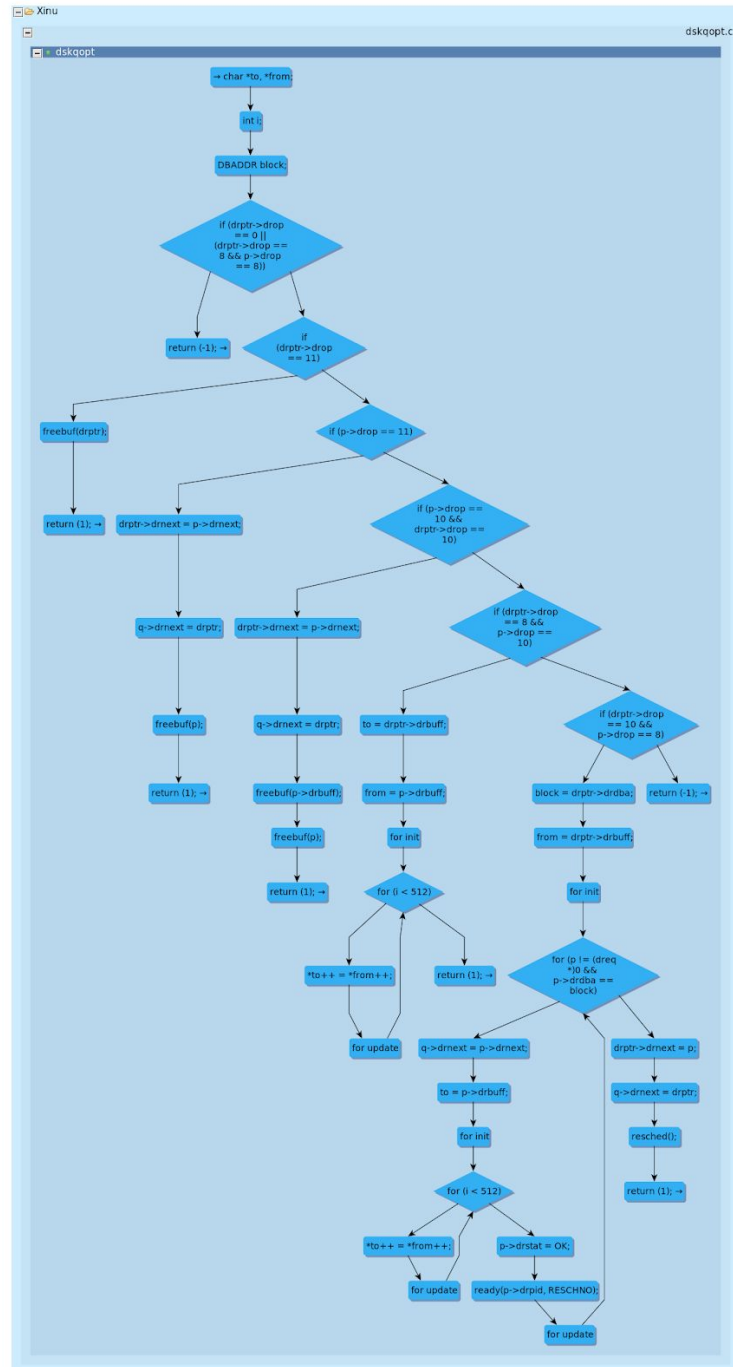 Xinu
dskqopt.c
dskqopt
→ char *to, *from;
int i;
DBADDR block;
if (drptr->drop
== 0 ||
(drptr->drop ==
8 && p->drop
== 8))
return (-1); →
if
(drptr->drop
== 11)
freebuf(drptr);
if (p->drop == 11)
return (1); →
drptr->drnext = p->drnext;
if (p->drop ==
10 &&
drptr->drop ==
10)
q->drnext = drptr;
drptr->drnext = p->drnext;
if (drptr->drop
== 8 &&
p->drop ==
10)
freebuf(p);
q->drnext = drptr;
to = drptr->drbuff;
if (drptr->drop
== 10 &&
p->drop == 8)
return (1); →
freebuf(p->drbuff);
from = p->drbuff;
block = drptr->drdba;
return (-1); →
freebuf(p);
for init
from = drptr->drbuff;
return (1); →
for (i < 512)
for init
*to++ = *from++;
return (1); →
for (p != (dreq
*)0 &&
p->drdba ==
block)
for update
q->drnext = p->drnext;
drptr->drnext = p;
to = p->drbuff;
q->drnext = drptr;
for init
resched();
for (i < 512)
return (1); →
*to++ = *from++;
p->drstat = OK;
for update
ready(p->drpid, RESCHNO);
for update